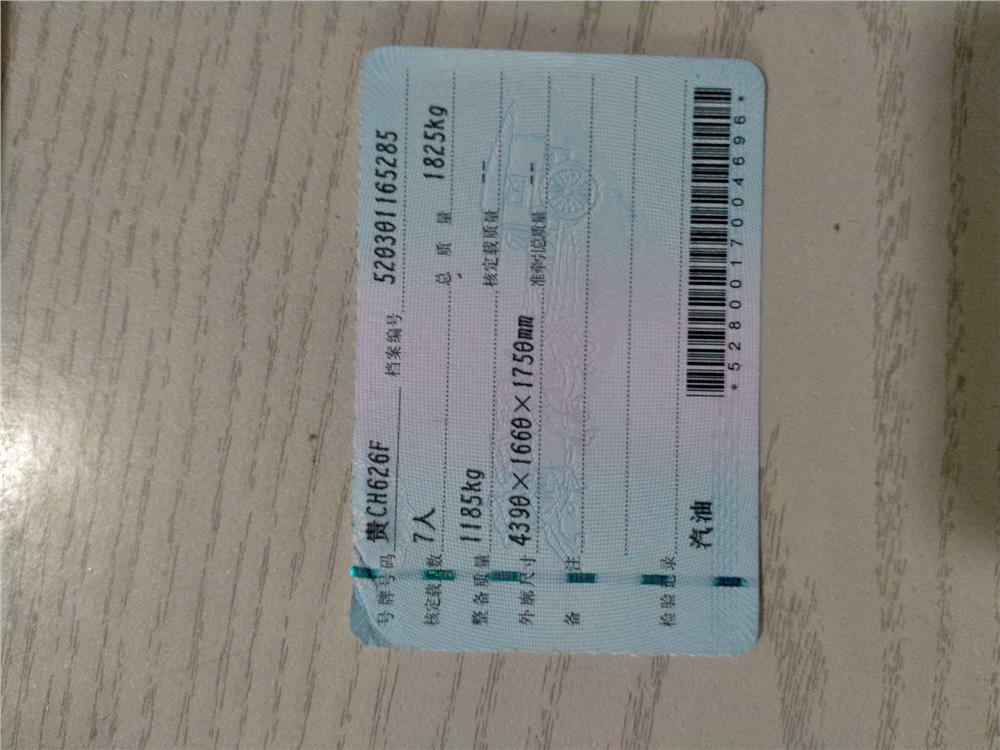 号牌号码 贵CH626F 档案编号 520301165285
核定载人数 7人 总质量 1825kg
整备质量 1185kg 核定载质量 --
外廓尺寸 4390×1660×1750mm 准牵引总质量 --
备注
检验记录
汽油 *5280017004696*